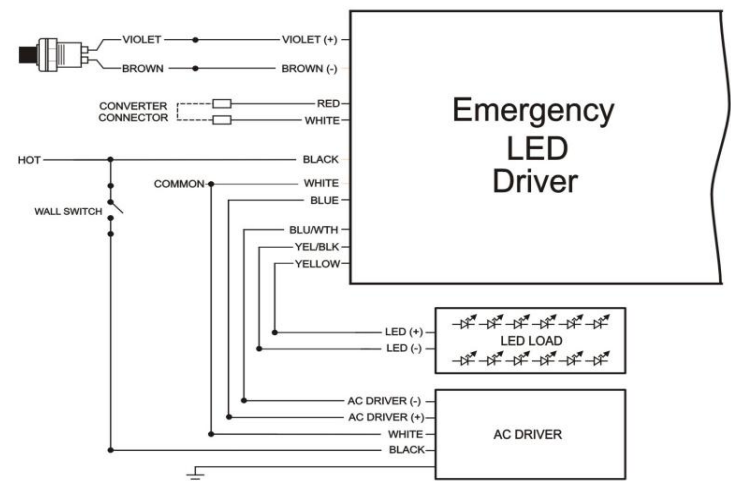 VIOLET VIOLET (+)
BROWN BROWN (-)
CONVERTER
CONNECTOR
RED
WHITE
HOT BLACK
COMMON WHITE
BLUE
WALL SWITCH
BLU/WTH
YEL/BLK
YELLOW
Emergency
LED
Driver
LED (+)
LED (-)
LED LOAD
AC DRIVER (-)
AC DRIVER (+)
WHITE
BLACK
AC DRIVER